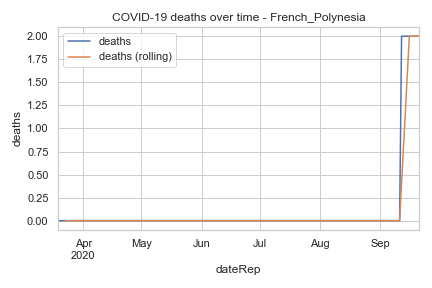 COVID-19 deaths over time - French_Polynesia
deaths
deaths (rolling)
deaths
2.00
1.75
1.50
1.25
1.00
0.75
0.50
0.25
0.00
Apr
2020
May
Jun
Jul
Aug
Sep
dateRep